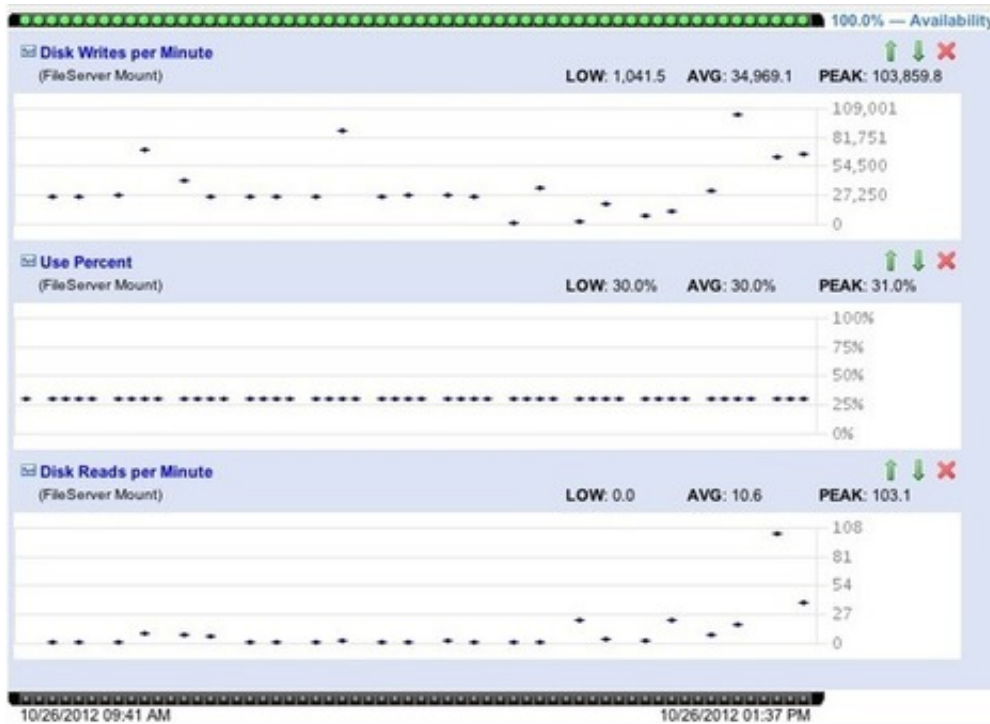 100.0% — Availability
Disk Writes per Minute
(FileServer Mount)
LOW: 1,041.5 AVG: 34,969.1 PEAK: 103,859.8
109,001
81,751
54,500
27,250
0
Use Percent
(FileServer Mount)
LOW: 30.0% AVG: 30.0% PEAK: 31.0%
100%
75%
50%
25%
0%
Disk Reads per Minute
(FileServer Mount)
LOW: 0.0 AVG: 10.6 PEAK: 103.1
108
81
54
27
0
10/26/2012 09:41 AM 10/26/2012 01:37 PM